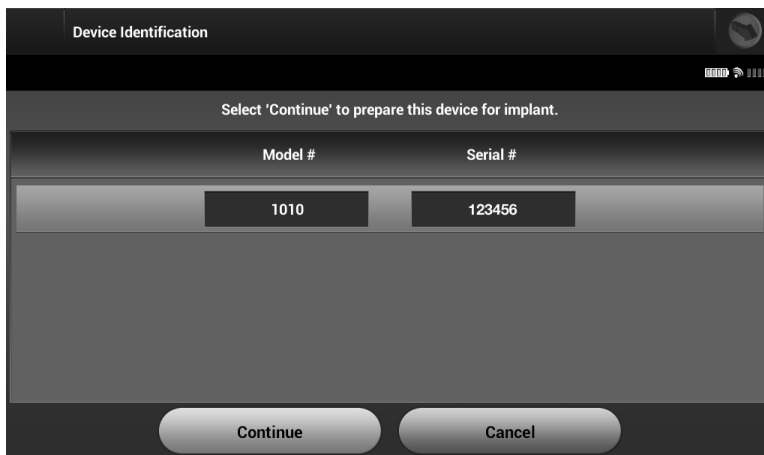 Device Identification
Select 'Continue' to prepare this device for implant.
Model # Serial #
1010 123456
Continue Cancel